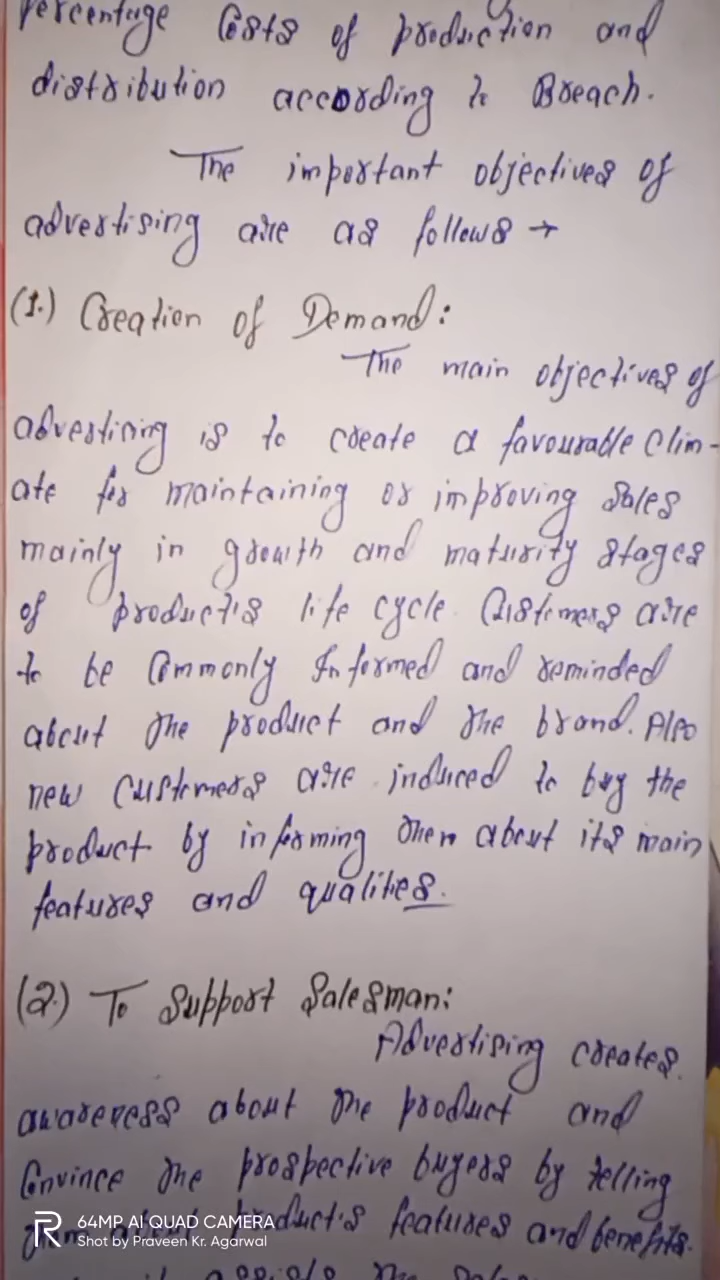 percentage Costs of production and
distribution according to Breach.
The important objectives of
advertising are as follows →
(1.) Creation of Demand:
The main objectives of
advertising is to create a favourable Clim-
ate for maintaining or improving Sales
mainly in growth and maturity stages
of product's life cycle. Customers are
to be Commonly Informed and reminded
about the product and the brand. Also
new Customers are induced to buy the
product by informing them about its main
features and qualities.
(2.) To Support Salesman:
Advertising creates
awareness about the product and
Convince the prospective buyers by telling
product's features and benefits.
64MP AI QUAD CAMERA
Shot by Praveen Kr. Agarwal
the